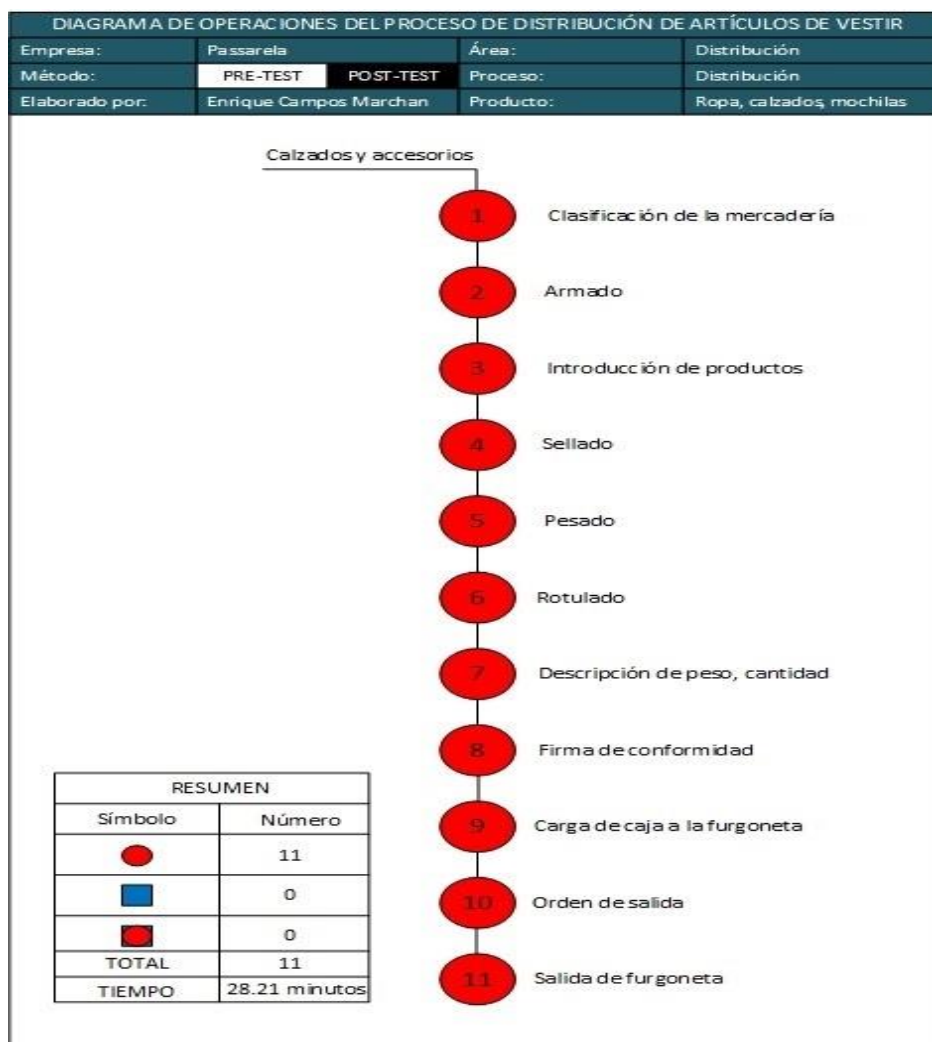 DIAGRAMA DE OPERACIONES DEL PROCESO DE DISTRIBUCIÓN DE ARTÍCULOS DE VESTIR
Empresa: Passarela Área: Distribución
Método: PRE-TEST POST-TEST Proceso: Distribución
Elaborado por: Enrique Campos Marchan Producto: Ropa, calzados, mochilas
Calzados y accesorios
1 Clasificación de la mercadería
2 Armado
3 Introducción de productos
4 Sellado
5 Pesado
6 Rotulado
7 Descripción de peso, cantidad
8 Firma de conformidad
9 Carga de caja a la furgoneta
10 Orden de salida
11 Salida de furgoneta
RESUMEN
Símbolo Número
11
0
0
TOTAL 11
TIEMPO 28.21 minutos